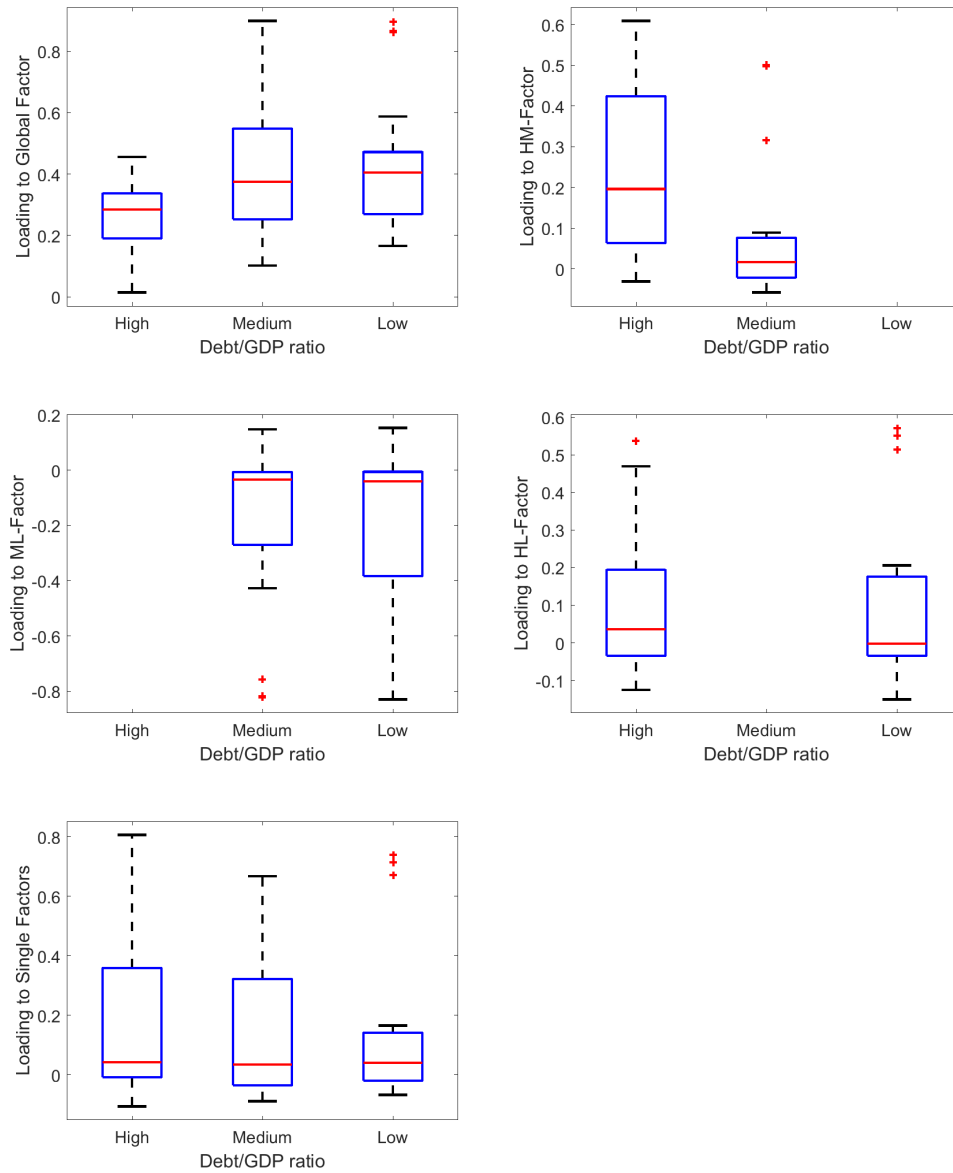 Loading to Global Factor
0.8
0.6
0.4
0.2
0
High Medium Low
Debt/GDP ratio
Loading to HM-Factor
0.6
0.5
0.4
0.3
0.2
0.1
0
High Medium Low
Debt/GDP ratio
Loading to ML-Factor
0.2
0
-0.2
-0.4
-0.6
-0.8
High Medium Low
Debt/GDP ratio
Loading to HL-Factor
0.6
0.5
0.4
0.3
0.2
0.1
0
-0.1
High Medium Low
Debt/GDP ratio
Loading to Single Factors
0.8
0.6
0.4
0.2
0
High Medium Low
Debt/GDP ratio